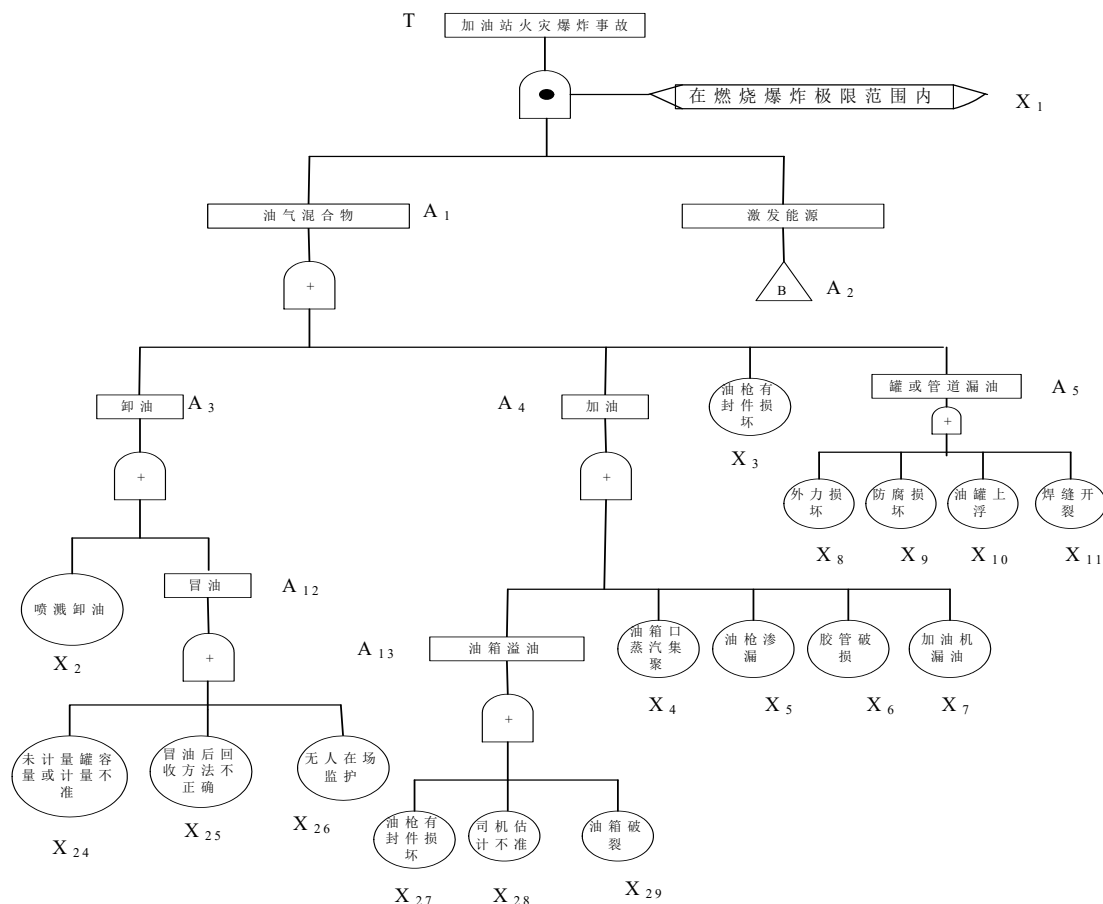 T
加油站火灾爆炸事故
在燃烧爆炸极限范围内
X 1
油气混合物
A 1
激发能源
+
B
A 2
卸油
A 3
A 4
加油
油枪有
封件损
坏
X 3
罐或管道漏油
A 5
+
+
+
外力损
坏
防腐损
坏
油罐上
浮
焊缝开
裂
X 8
X 9
X 10
X 11
喷溅卸油
X 2
冒油
A 12
A 13
油箱溢油
油箱口
蒸汽集
聚
油枪渗
漏
胶管破
损
加油机
漏油
X 4
X 5
X 6
X 7
+
+
未计量罐容
量或计量不
准
冒油后回
收方法不
正确
无人在场
监护
X 24
X 25
X 26
油枪有
封件损
坏
司机估
计不准
油箱破
裂
X 27
X 28
X 29